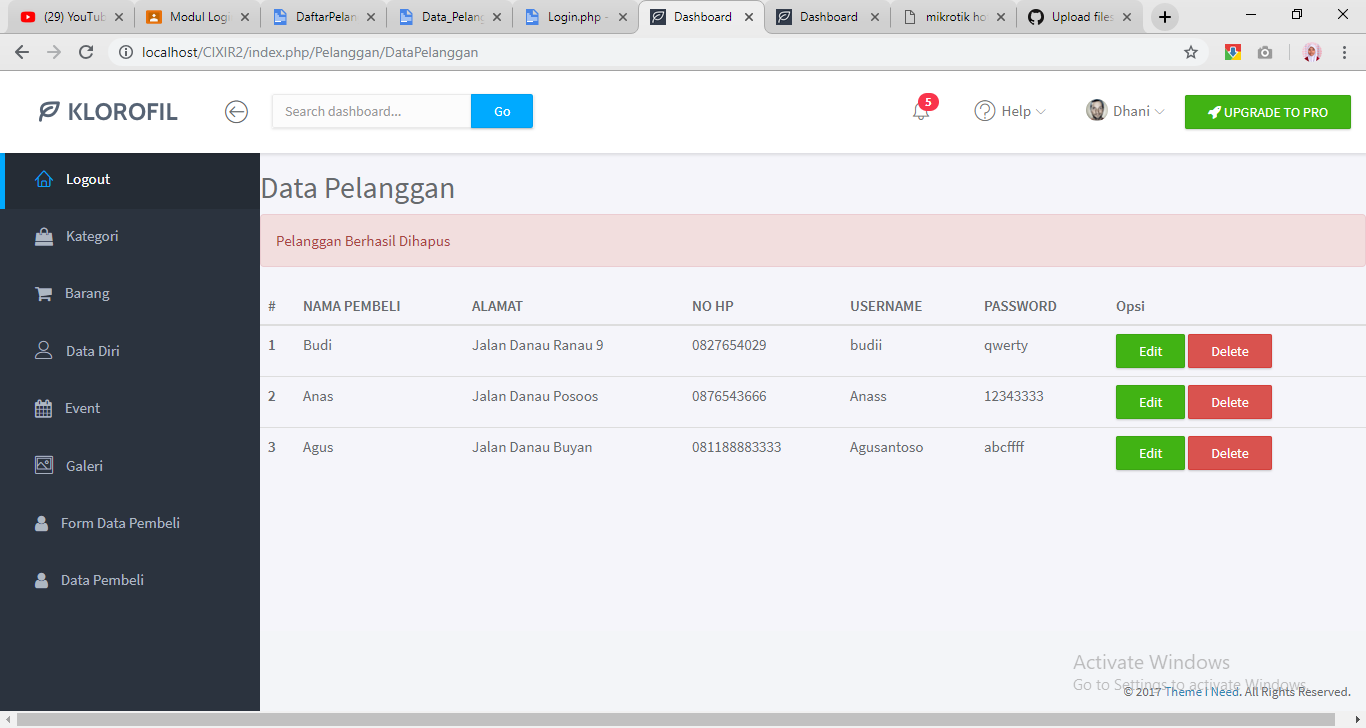 (29) YouTub
Modul Logi
DaftarPelan
Data_Pelang
Login.php -
Dashboard
Dashboard
mikrotik ho
Upload files
localhost/CIXIR2/index.php/Pelanggan/DataPelanggan
KLOROFIL
Search dashboard...
Go
5
Help
Dhani
UPGRADE TO PRO
Logout
Kategori
Barang
Data Diri
Event
Galeri
Form Data Pembeli
Data Pembeli
Data Pelanggan
Pelanggan Berhasil Dihapus
# NAMA PEMBELI ALAMAT NO HP USERNAME PASSWORD Opsi
1 Budi Jalan Danau Ranau 9 0827654029 budii qwerty Edit Delete
2 Anas Jalan Danau Posoos 0876543666 Anass 12343333 Edit Delete
3 Agus Jalan Danau Buyan 081188883333 Agusantoso abcffff Edit Delete
Activate Windows
Go to Settings to activate Windows.
© 2017 Theme I Need. All Rights Reserved.